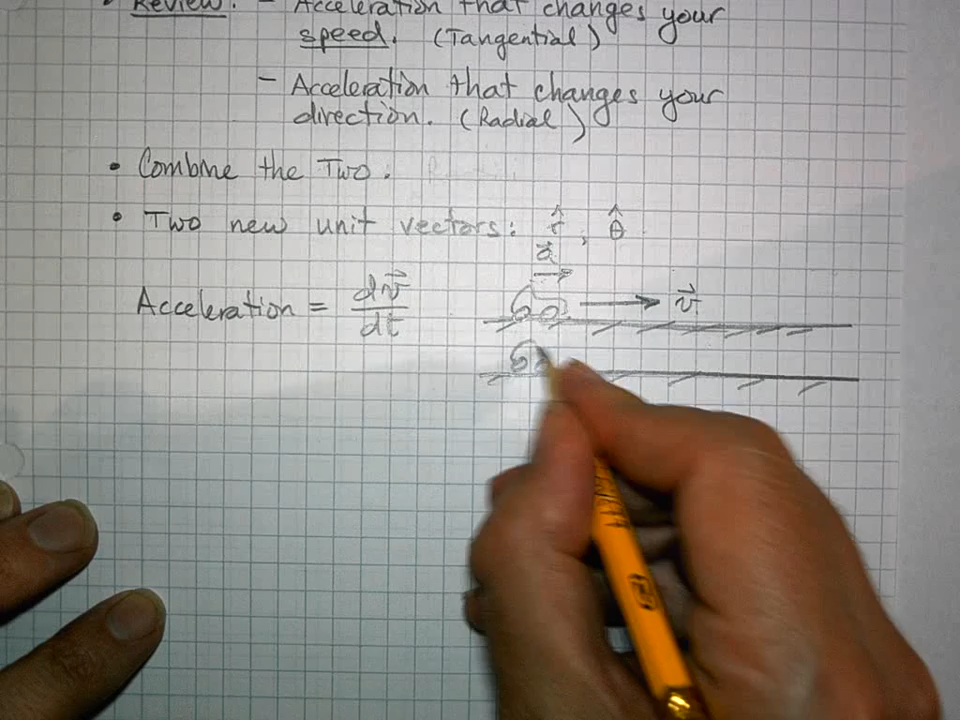 • Review: - Acceleration that changes your
speed. (Tangential)
- Acceleration that changes your
direction. (Radial)
• Combine the Two.
• Two new unit vectors: r̂, θ̂
Acceleration = dv⃗/dt
a⃗
v⃗